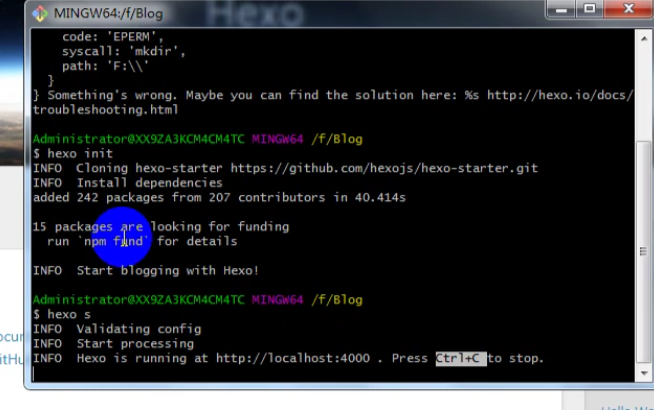 Hexo
MINGW64:/f/Blog
code: 'EPERM',
syscall: 'mkdir',
path: 'F:\\'
}
} Something's wrong. Maybe you can find the solution here: %s http://hexo.io/docs/
troubleshooting.html
Administrator@XX9ZA3KCM4CM4TC MINGW64 /f/Blog
$ hexo init
INFO  Cloning hexo-starter https://github.com/hexojs/hexo-starter.git
INFO  Install dependencies
added 242 packages from 207 contributors in 40.414s
15 packages are looking for funding
run `npm fund` for details
INFO  Start blogging with Hexo!
Administrator@XX9ZA3KCM4CM4TC MINGW64 /f/Blog
$ hexo s
INFO  Validating config
INFO  Start processing
INFO  Hexo is running at http://localhost:4000 . Press Ctrl+C to stop.